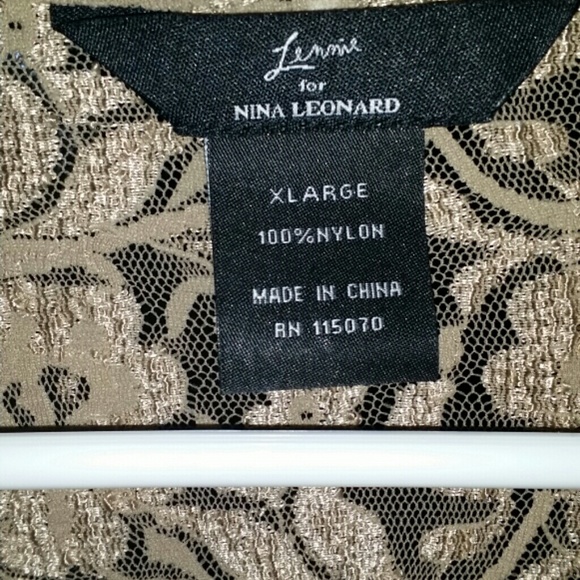 Lennie
for
NINA LEONARD
XLARGE
100%NYLON
MADE IN CHINA
RN 115070